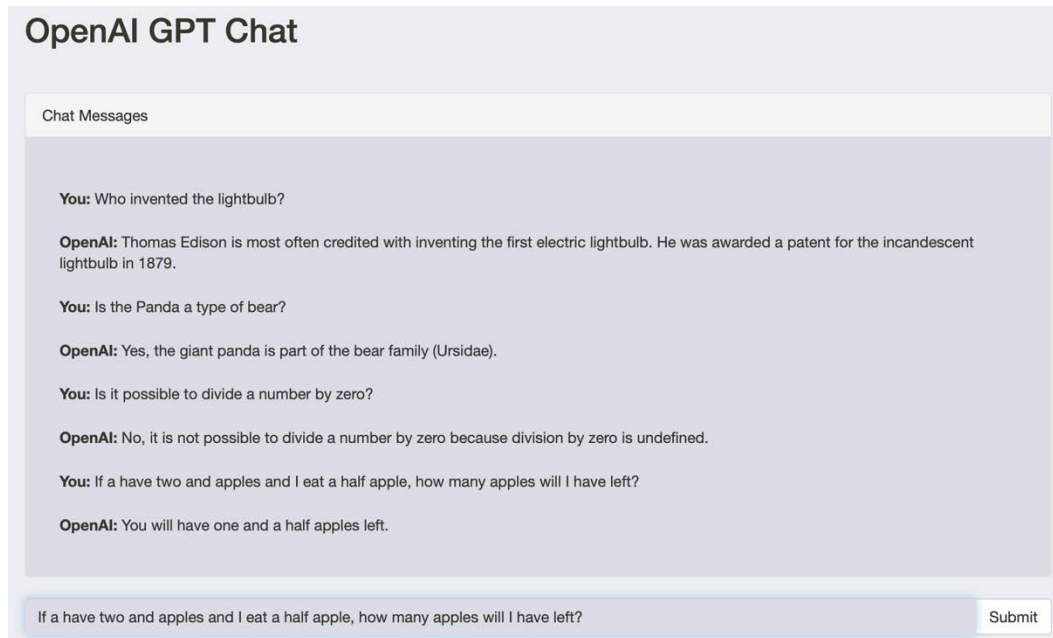 OpenAI GPT Chat
Chat Messages
You: Who invented the lightbulb?
OpenAI: Thomas Edison is most often credited with inventing the first electric lightbulb. He was awarded a patent for the incandescent
lightbulb in 1879.
You: Is the Panda a type of bear?
OpenAI: Yes, the giant panda is part of the bear family (Ursidae).
You: Is it possible to divide a number by zero?
OpenAI: No, it is not possible to divide a number by zero because division by zero is undefined.
You: If a have two and apples and I eat a half apple, how many apples will I have left?
OpenAI: You will have one and a half apples left.
If a have two and apples and I eat a half apple, how many apples will I have left?
Submit